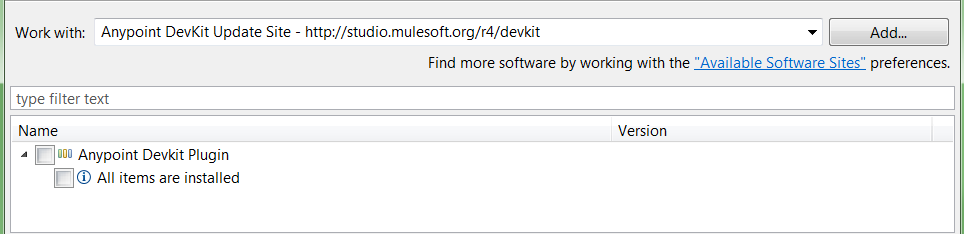 Work with: Anypoint DevKit Update Site - http://studio.mulesoft.org/r4/devkit Add...
Find more software by working with the "Available Software Sites" preferences.
type filter text
Name Version
Anypoint Devkit Plugin
All items are installed